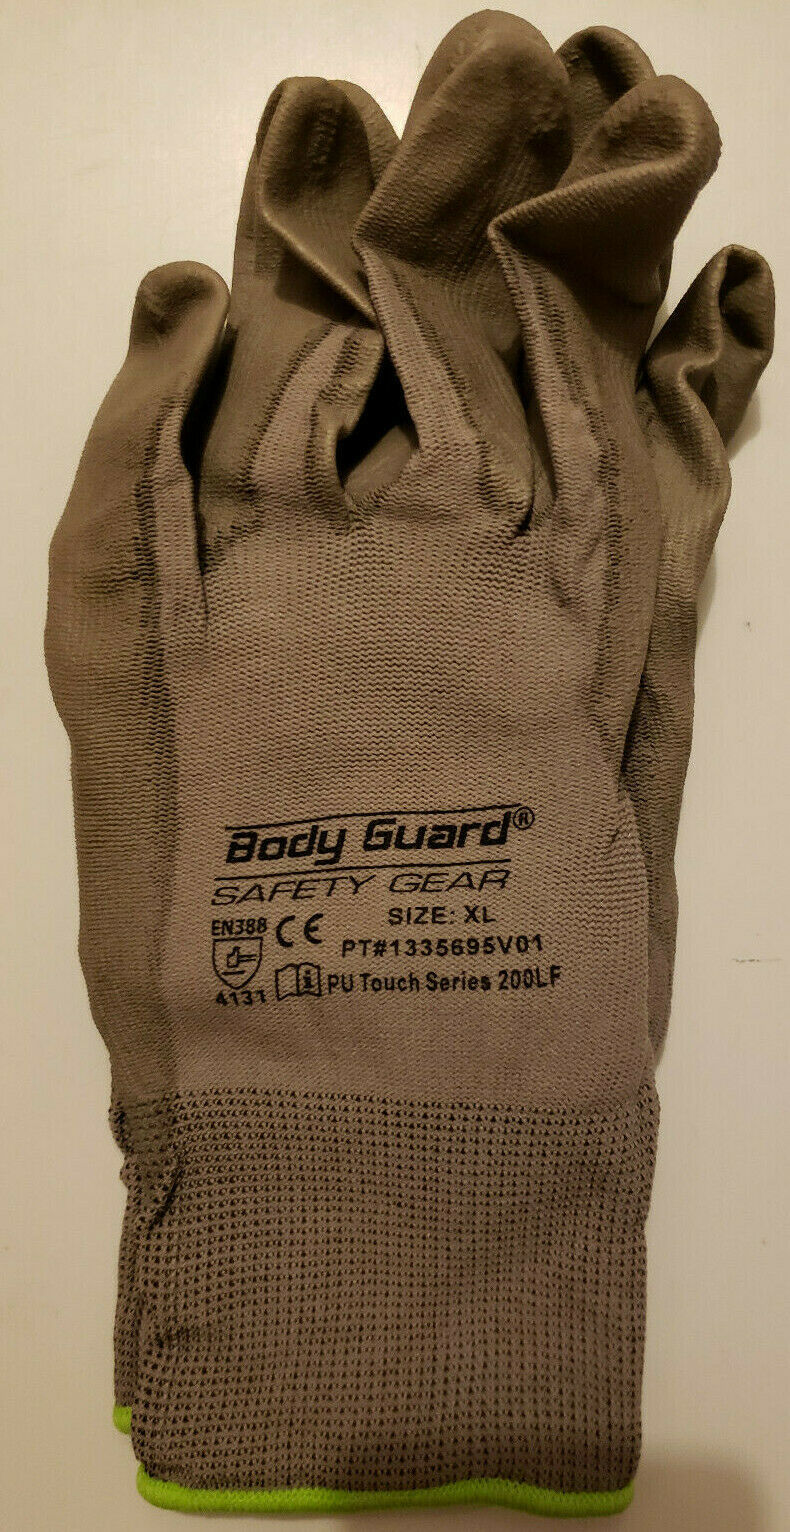 Body Guard®
SAFETY GEAR
EN388 CE SIZE: XL
PT#1335695V01
4131 PU Touch Series 200LF